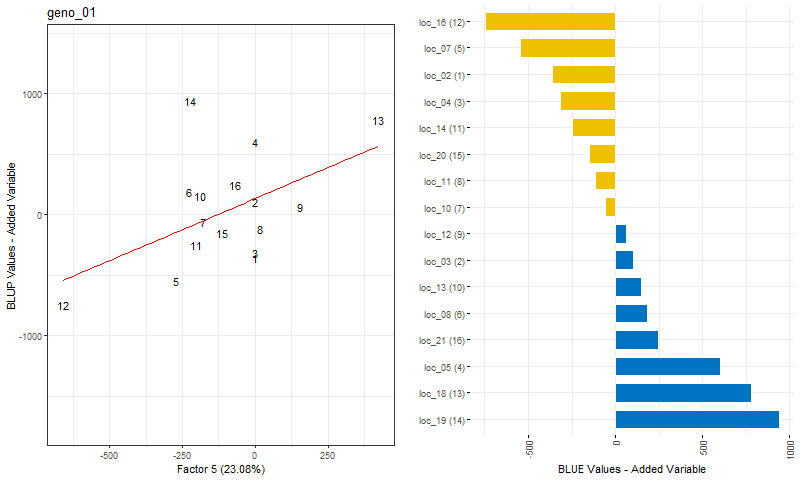 geno_01
BLUP Values - Added Variable
1000
0
-1000
14
13
4
6
10
16
2
9
7
15
8
11
3
1
5
12
-500
-250
0
250
Factor 5 (23.08%)
loc_16 (12)
loc_07 (5)
loc_02 (1)
loc_04 (3)
loc_14 (11)
loc_20 (15)
loc_11 (8)
loc_10 (7)
loc_12 (9)
loc_03 (2)
loc_13 (10)
loc_08 (6)
loc_21 (16)
loc_05 (4)
loc_18 (13)
loc_19 (14)
-500
0
500
1000
BLUE Values - Added Variable